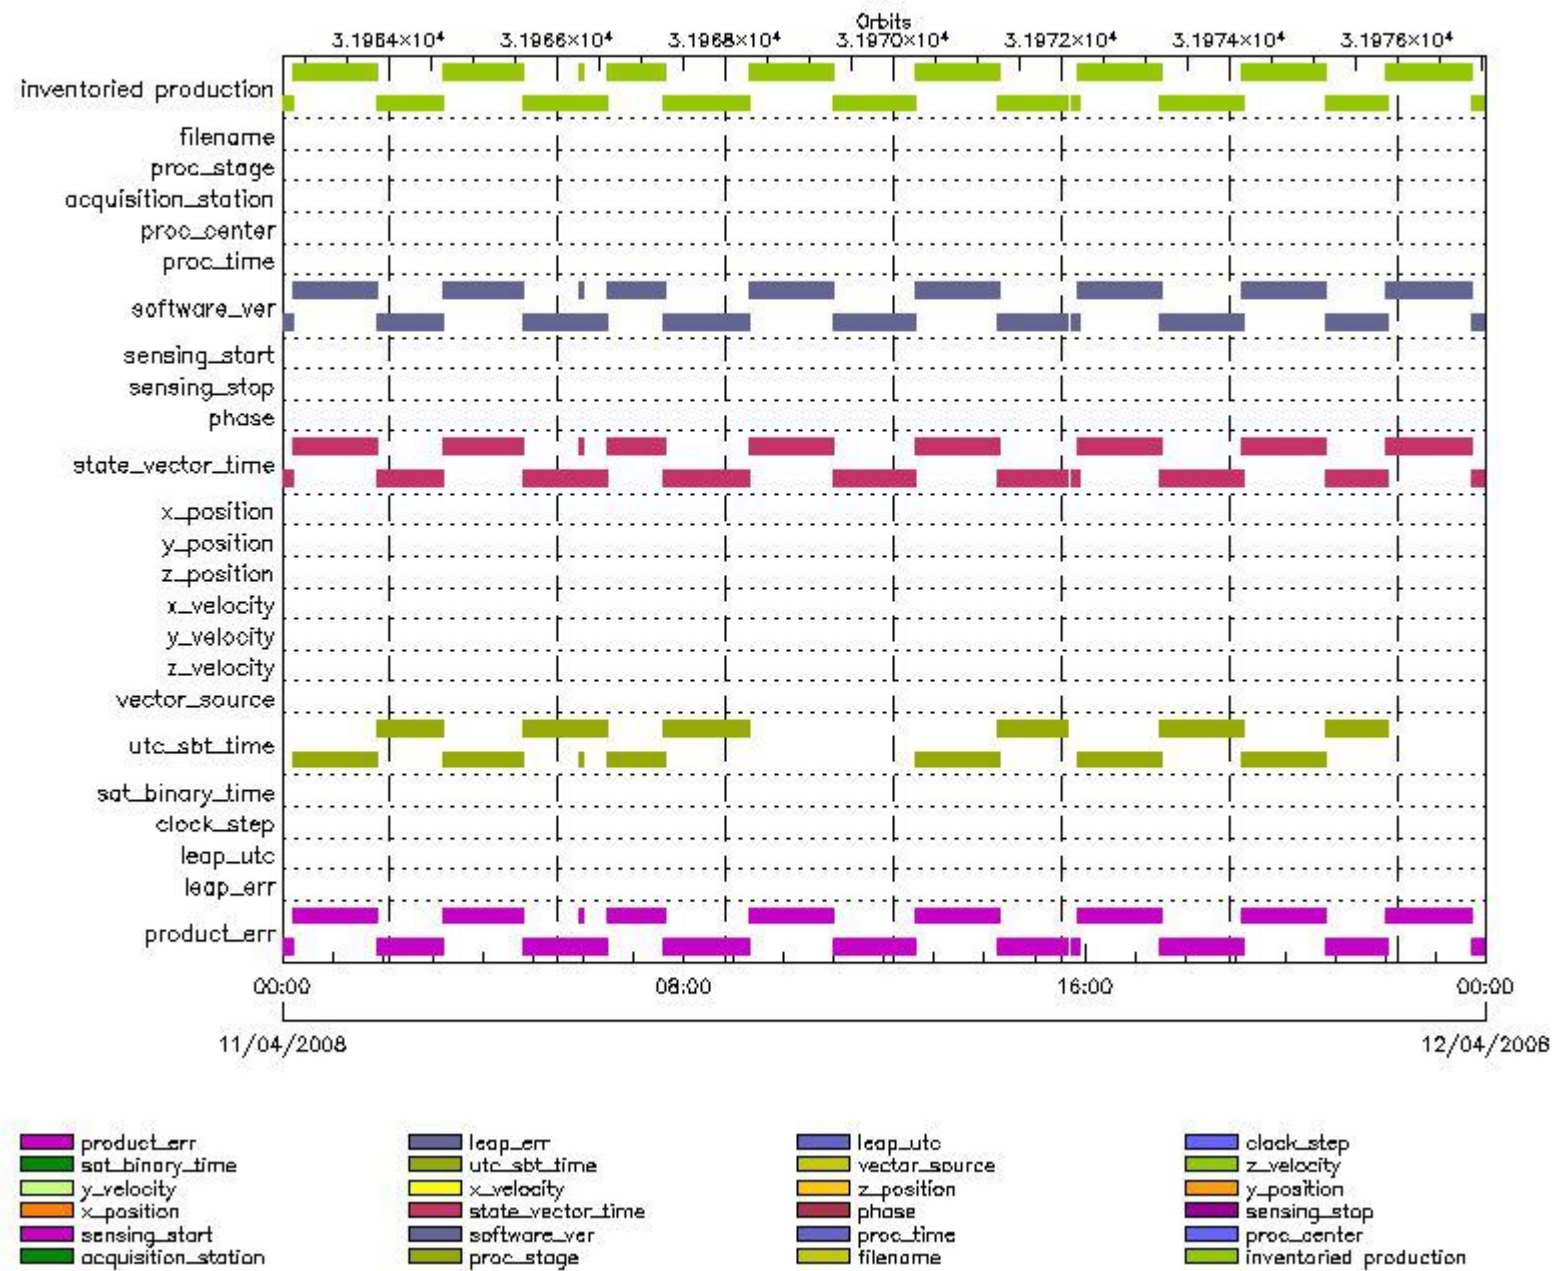 Orbits
3.1964×10⁴ 3.1966×10⁴ 3.1968×10⁴ 3.1970×10⁴ 3.1972×10⁴ 3.1974×10⁴ 3.1976×10⁴
inventoried production
filename
proc_stage
acquisition_station
proc_center
proc_time
software_ver
sensing_start
sensing_stop
phase
state_vector_time
x_position
y_position
z_position
x_velocity
y_velocity
z_velocity
vector_source
utc_sbt_time
sat_binary_time
clock_step
leap_utc
leap_err
product_err
00:00 08:00 16:00 00:00
11/04/2008 12/04/2008
product_err leap_err leap_utc clock_step
sat_binary_time utc_sbt_time vector_source z_velocity
y_velocity x_velocity z_position y_position
x_position state_vector_time phase sensing_stop
sensing_start software_ver proc_time proc_center
acquisition_station proc_stage filename inventoried production